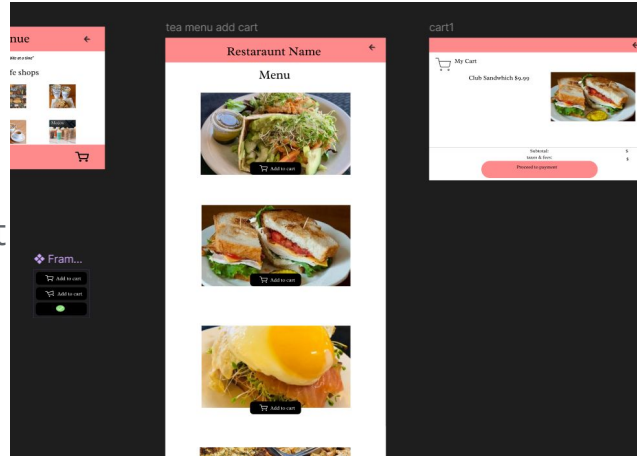 nue
fe shops
t
Fram...
Add to cart
Add to cart
tea menu add cart
Restaraunt Name
Menu
Add to cart
Add to cart
Add to cart
cart1
My Cart
Club Sandwhich $9.99
Subtotal: $
taxes & fees: $
Proceed to payment